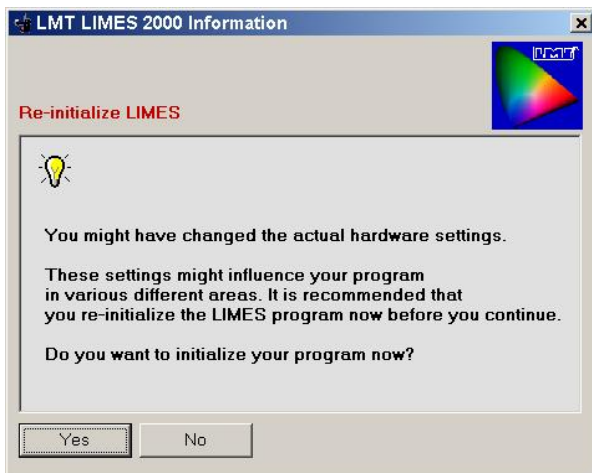 LMT LIMES 2000 Information
LMT
Re-initialize LIMES
You might have changed the actual hardware settings.
These settings might influence your program
in various different areas. It is recommended that
you re-initialize the LIMES program now before you continue.
Do you want to initialize your program now?
Yes
No